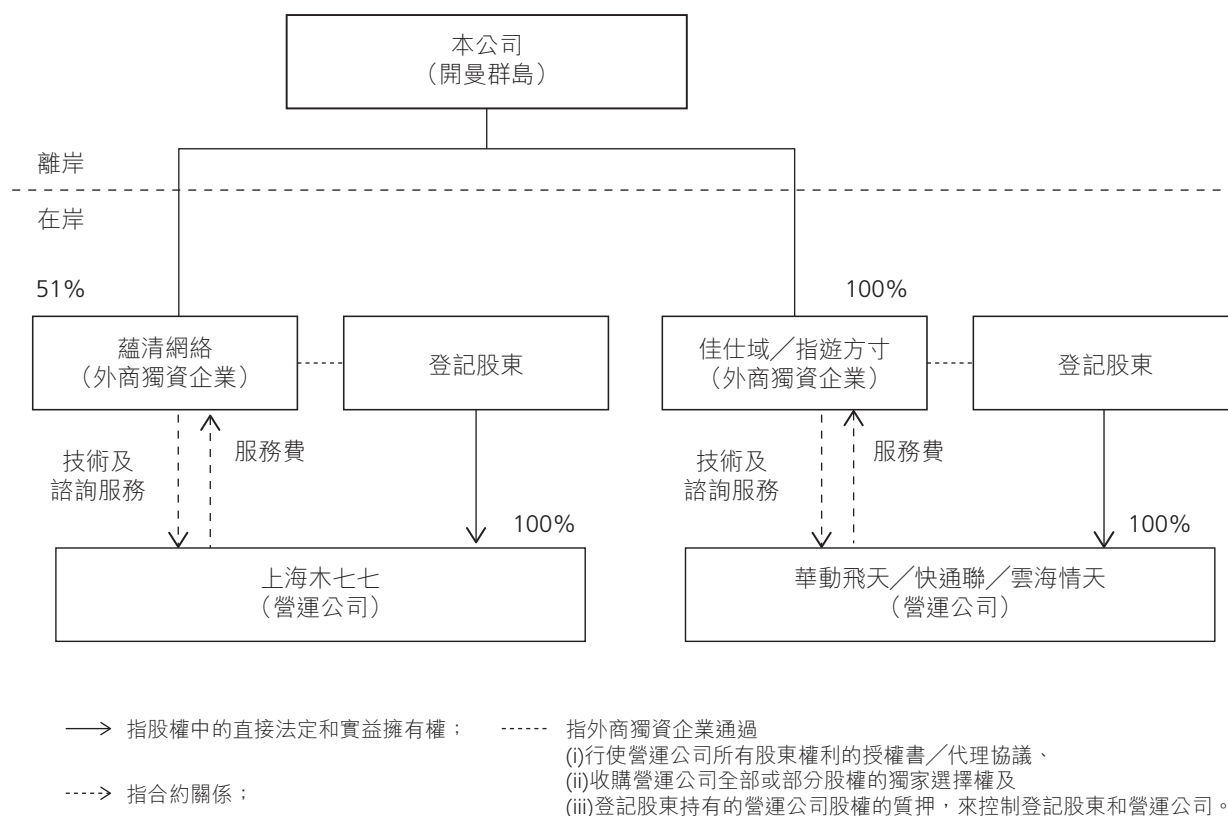 本公司
（開曼群島）
離岸
在岸
51%
100%
蘊清網絡
（外商獨資企業）
登記股東
佳仕域／指遊方寸
（外商獨資企業）
登記股東
技術及
諮詢服務
服務費
100%
技術及
諮詢服務
服務費
100%
上海木七七
（營運公司）
華動飛天／快通聯／雲海情天
（營運公司）
指股權中的直接法定和實益擁有權；
指合約關係；
指外商獨資企業通過
(i)行使營運公司所有股東權利的授權書／代理協議、
(ii)收購營運公司全部或部分股權的獨家選擇權及
(iii)登記股東持有的營運公司股權的質押，來控制登記股東和營運公司。